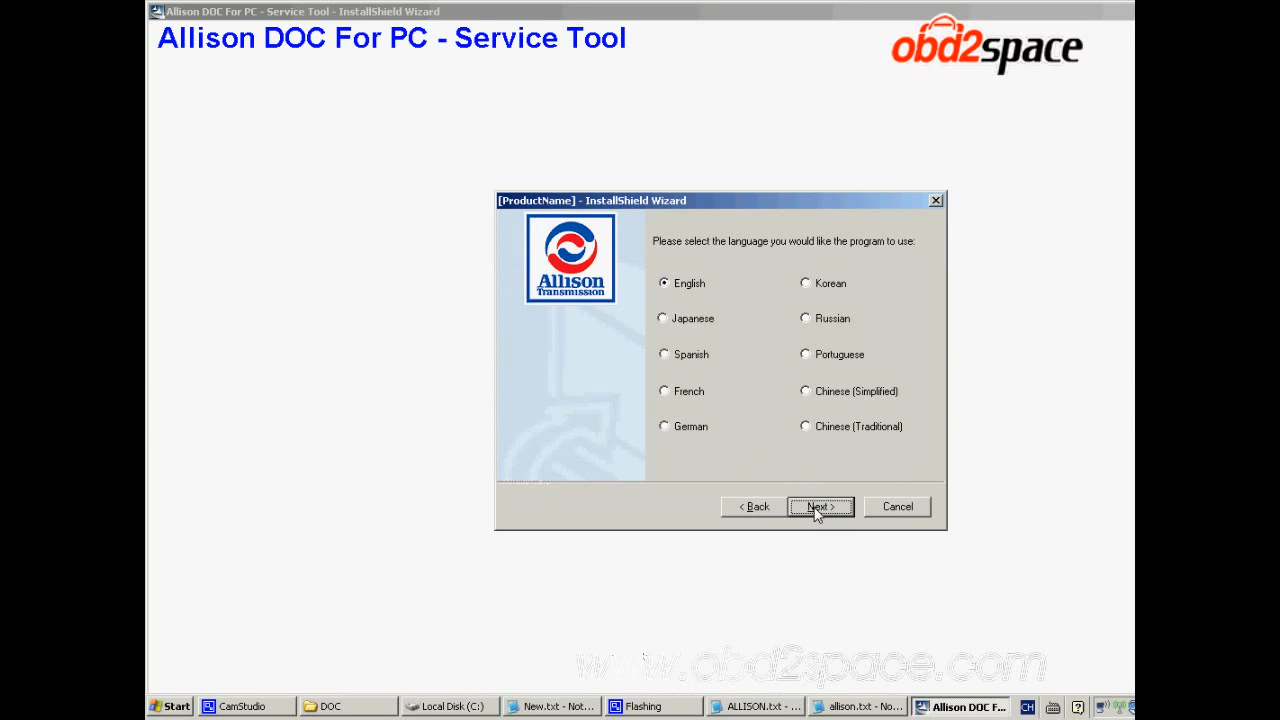 Allison DOC For PC - Service Tool - InstallShield Wizard
Allison DOC For PC - Service Tool
obd2space
[ProductName] - InstallShield Wizard
Allison
Transmission
Please select the language you would like the program to use:
English
Korean
Japanese
Russian
Spanish
Portuguese
French
Chinese (Simplified)
German
Chinese (Traditional)
< Back
Next >
Cancel
www.obd2space.com
Start
CamStudio
DOC
Local Disk (C:)
New.txt - Not...
Flashing
ALLISON.txt - ...
allison.txt - No...
Allison DOC F...
CH